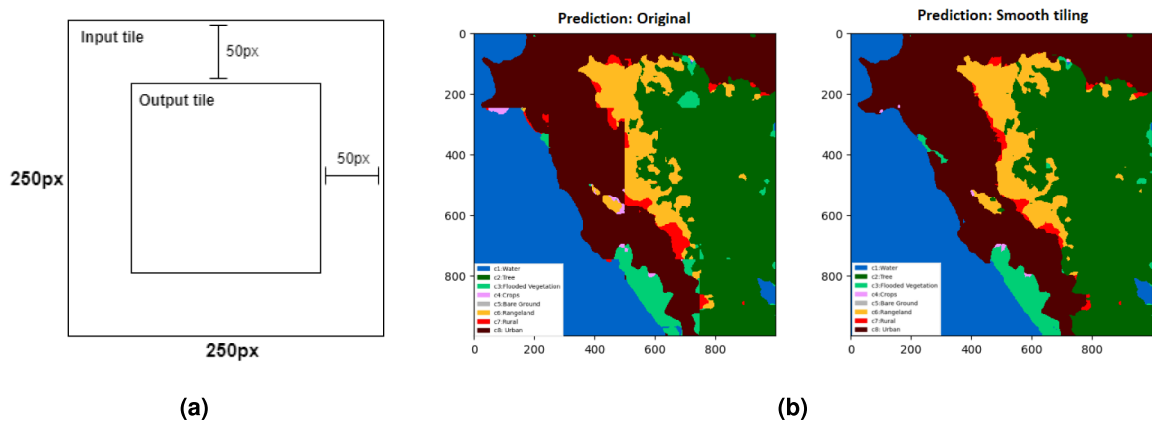 Input tile
50px
Output tile
50px
250px
250px
(a)
Prediction: Original
0
200
400
600
800
c1:Water
c2:Tree
c3:Flooded Vegetation
c4:Crops
c5:Bare Ground
c6:Rangeland
c7:Rural
c8: Urban
0 200 400 600 800
Prediction: Smooth tiling
0
200
400
600
800
c1:Water
c2:Tree
c3:Flooded Vegetation
c4:Crops
c5:Bare Ground
c6:Rangeland
c7:Rural
c8: Urban
0 200 400 600 800
(b)